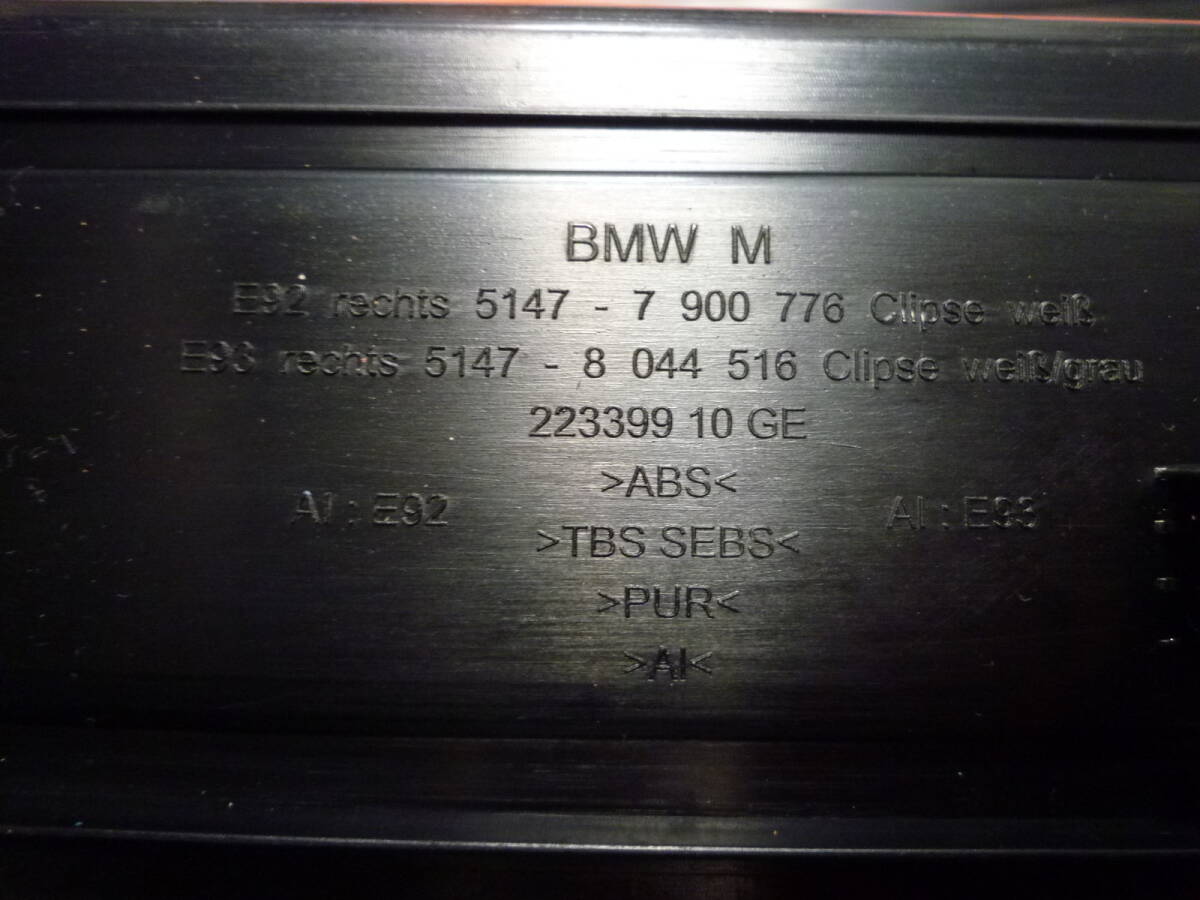 BMW M
E92 rechts 5147 - 7 900 776 Clipse weiß
E93 rechts 5147 - 8 044 516 Clipse weiß/grau
223399 10 GE
>ABS<
AI : E92 AI : E93
>TBS SEBS<
>PUR<
>AI<